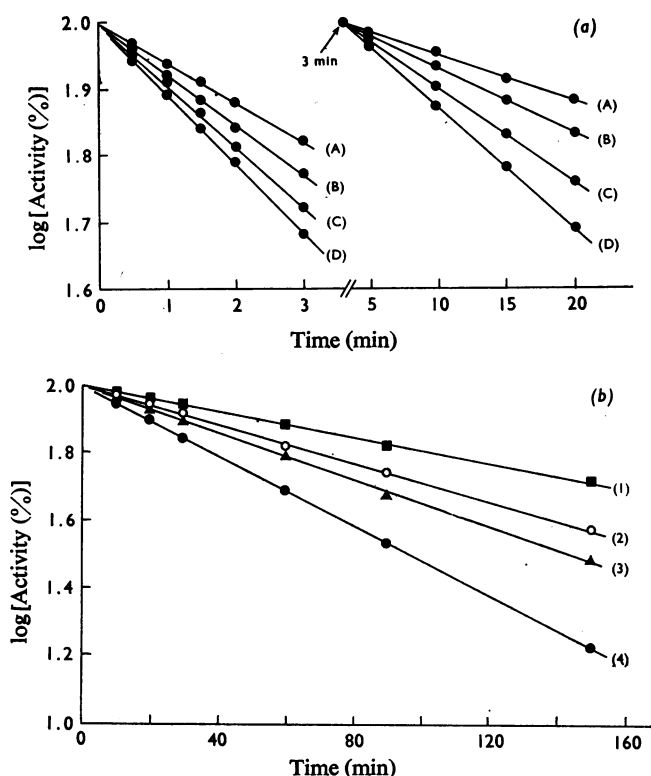 (a)
log[Activity (%)]
2.0
1.9
1.8
1.7
1.6
3 min
(A)
(B)
(C)
(D)
(A)
(B)
(C)
(D)
0 1 2 3 5 10 15 20
Time (min)
(b)
log[Activity (%)]
2.0
1.8
1.6
1.4
1.2
1.0
(1)
(2)
(3)
(4)
0 40 80 120 160
Time (min)